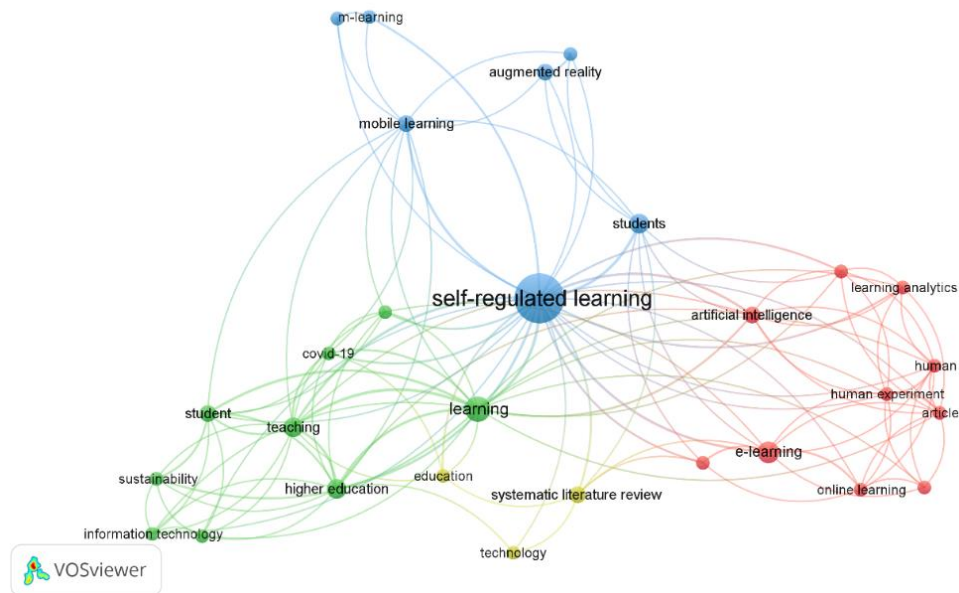 m-learning
augmented reality
mobile learning
students
self-regulated learning
learning analytics
artificial intelligence
covid-19
human
human experiment
learning
article
student
teaching
e-learning
sustainability
higher education
education
systematic literature review
online learning
information technology
technology
VOSviewer